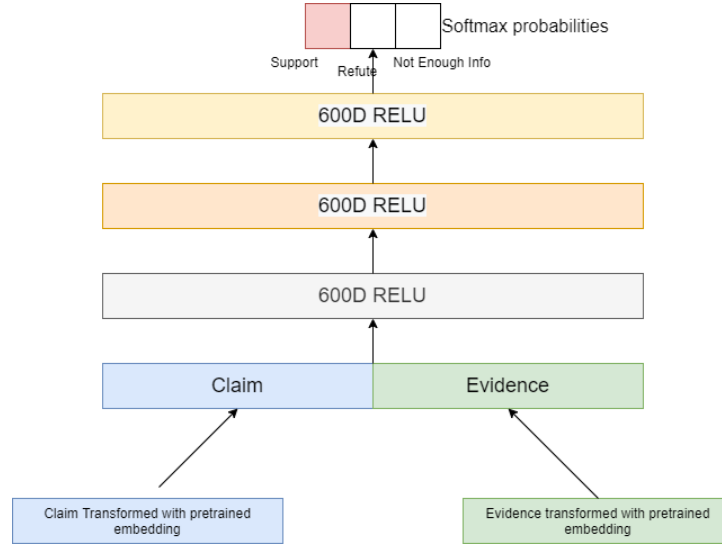 Softmax probabilities
Support
Refute
Not Enough Info
600D RELU
600D RELU
600D RELU
Claim
Evidence
Claim Transformed with pretrained
embedding
Evidence transformed with pretrained
embedding